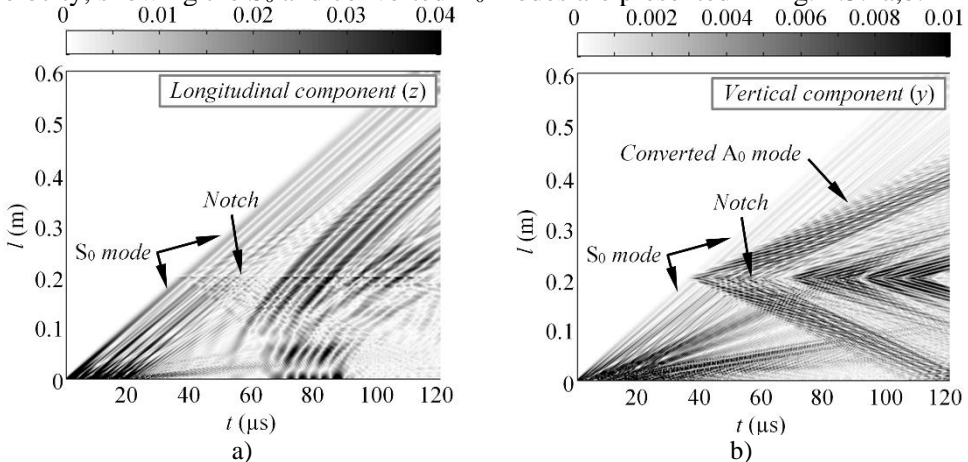 0 0.01 0.02 0.03 0.04
0 0.002 0.004 0.006 0.008 0.01
0.6
0.5
0.4
0.3
0.2
0.1
0
l (m)
Longitudinal component (z)
Notch
S₀ mode
20 40 60 80 100 120
t (µs)
a)
0.6
0.5
0.4
0.3
0.2
0.1
0
l (m)
Vertical component (y)
Converted A₀ mode
Notch
S₀ mode
20 40 60 80 100 120
t (µs)
b)